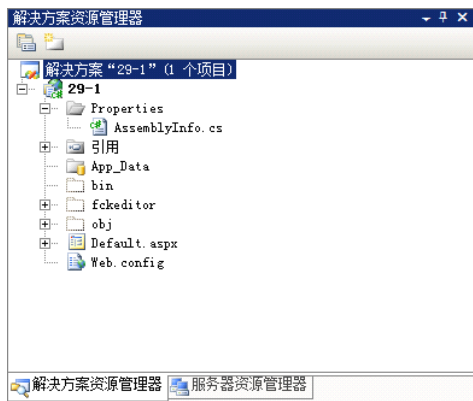 解决方案资源管理器
解决方案“29-1”(1 个项目)
29-1
Properties
AssemblyInfo.cs
引用
App_Data
bin
fckeditor
obj
Default.aspx
Web.config
解决方案资源管理器 服务器资源管理器